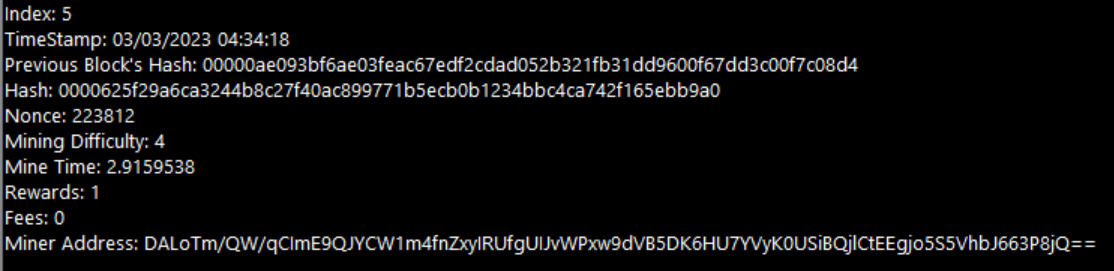 Index: 5
TimeStamp: 03/03/2023 04:34:18
Previous Block's Hash: 00000ae093bf6ae03feac67edf2cdad052b321fb31dd9600f67dd3c00f7c08d4
Hash: 0000625f29a6ca3244b8c27f40ac899771b5ecb0b1234bbc4ca742f165ebb9a0
Nonce: 223812
Mining Difficulty: 4
Mine Time: 2.9159538
Rewards: 1
Fees: 0
Miner Address: DALoTm/QW/qCImE9QJYCW1m4fnZxyIRUfgUIJvWPxw9dVB5DK6HU7YVyK0USiBQjlCtEEgjo5S5VhbJ663P8jQ==